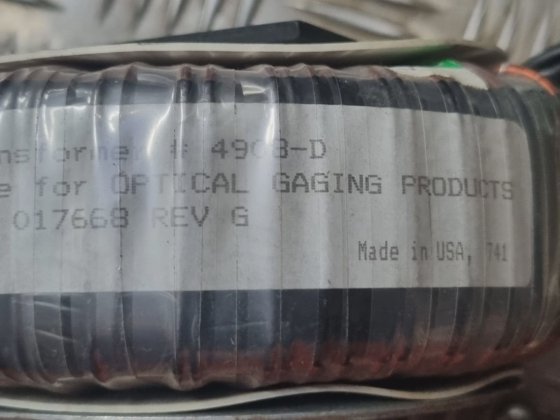 nsformer # 4908-D
e for OPTICAL GAGING PRODUCTS
017668 REV G
Made in USA, 741